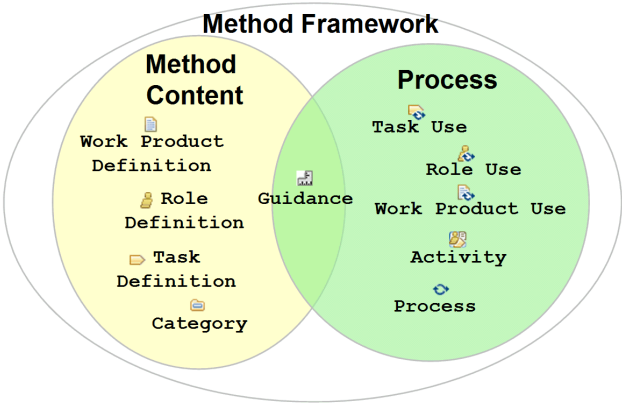 Method Framework
Method
Content
Work Product
Definition
Role
Definition
Task
Definition
Category
Guidance
Process
Task Use
Role Use
Work Product Use
Activity
Process